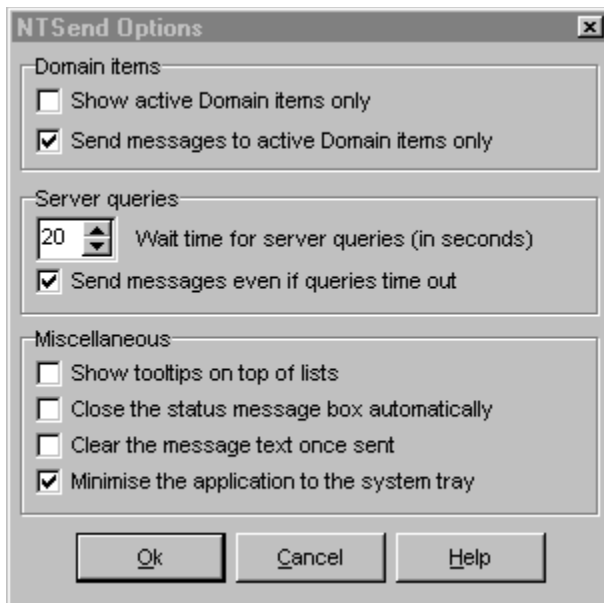 NTSend Options
Domain items
Show active Domain items only
Send messages to active Domain items only
Server queries
20 Wait time for server queries (in seconds)
Send messages even if queries time out
Miscellaneous
Show tooltips on top of lists
Close the status message box automatically
Clear the message text once sent
Minimise the application to the system tray
Ok Cancel Help